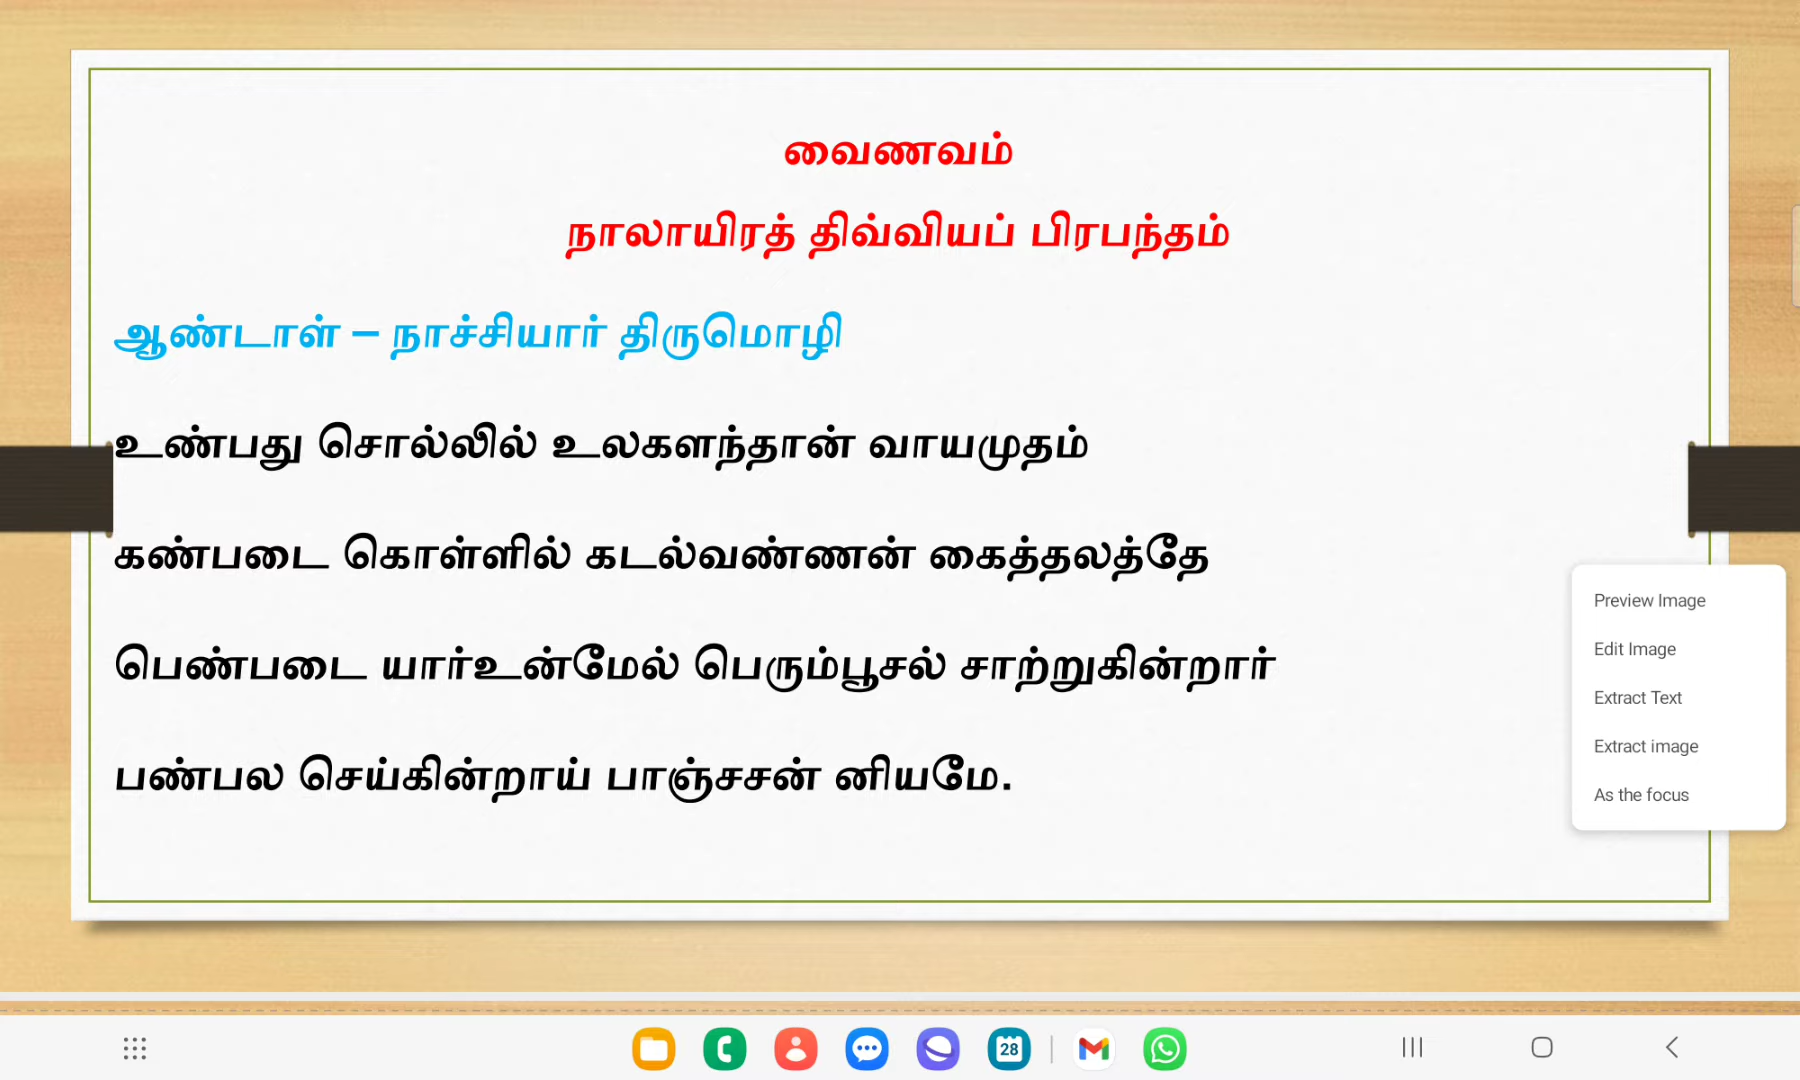 வைணவம்
நாலாயிரத் திவ்வியப் பிரபந்தம்
ஆண்டாள் – நாச்சியார் திருமொழி
உண்பது சொல்லில் உலகளந்தான் வாயமுதம்
கண்படை கொள்ளில் கடல்வண்ணன் கைத்தலத்தே
பெண்படை யார்உன்மேல் பெரும்பூசல் சாற்றுகின்றார்
பண்பல செய்கின்றாய் பாஞ்சசன் னியமே.
Preview Image
Edit Image
Extract Text
Extract image
As the focus
28